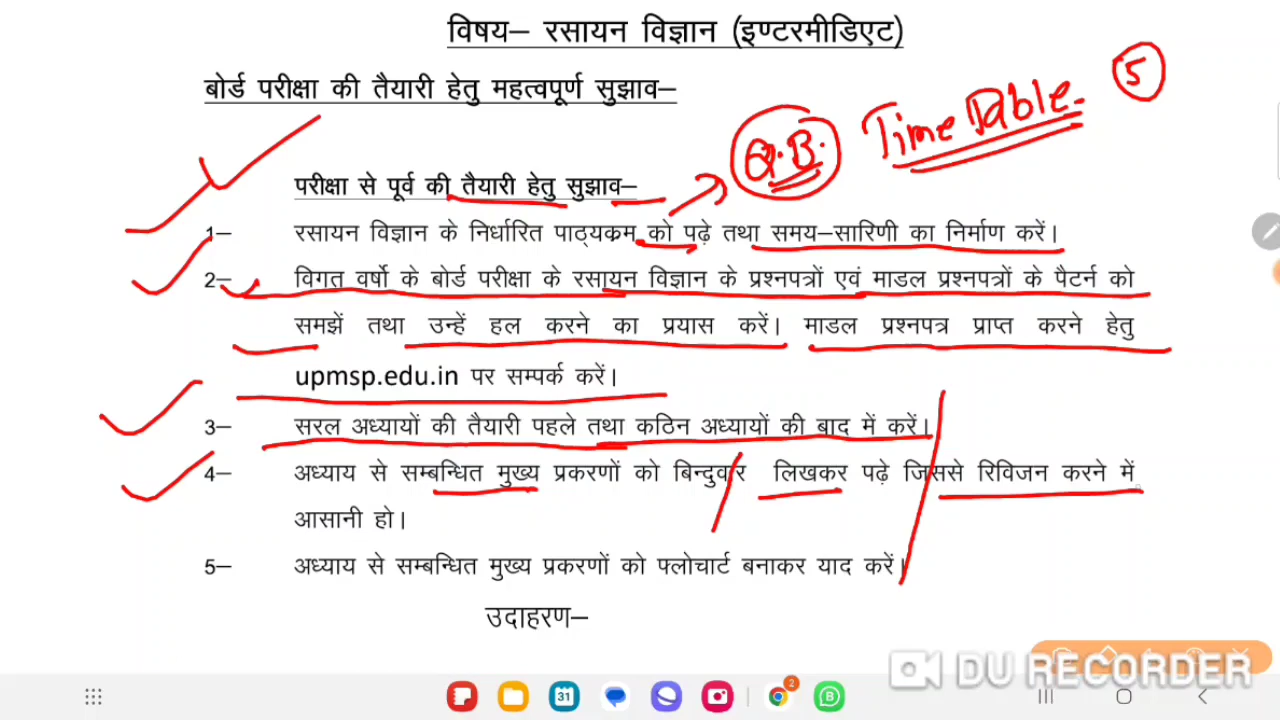 विषय– रसायन विज्ञान (इण्टरमीडिएट)
5
बोर्ड परीक्षा की तैयारी हेतु महत्वपूर्ण सुझाव–
Q.B. Time Table
परीक्षा से पूर्व की तैयारी हेतु सुझाव–
1– रसायन विज्ञान के निर्धारित पाठ्यक्रम को पढ़े तथा समय–सारिणी का निर्माण करें।
2– विगत वर्षो के बोर्ड परीक्षा के रसायन विज्ञान के प्रश्नपत्रों एवं माडल प्रश्नपत्रों के पैटर्न को
समझें तथा उन्हें हल करने का प्रयास करें। माडल प्रश्नपत्र प्राप्त करने हेतु
upmsp.edu.in पर सम्पर्क करें।
3– सरल अध्यायों की तैयारी पहले तथा कठिन अध्यायों की बाद में करें।
4– अध्याय से सम्बन्धित मुख्य प्रकरणों को बिन्दुवार लिखकर पढ़े जिससे रिविजन करने में
आसानी हो।
5– अध्याय से सम्बन्धित मुख्य प्रकरणों को फ्लोचार्ट बनाकर याद करें।
उदाहरण–
DU RECORDER
31
2